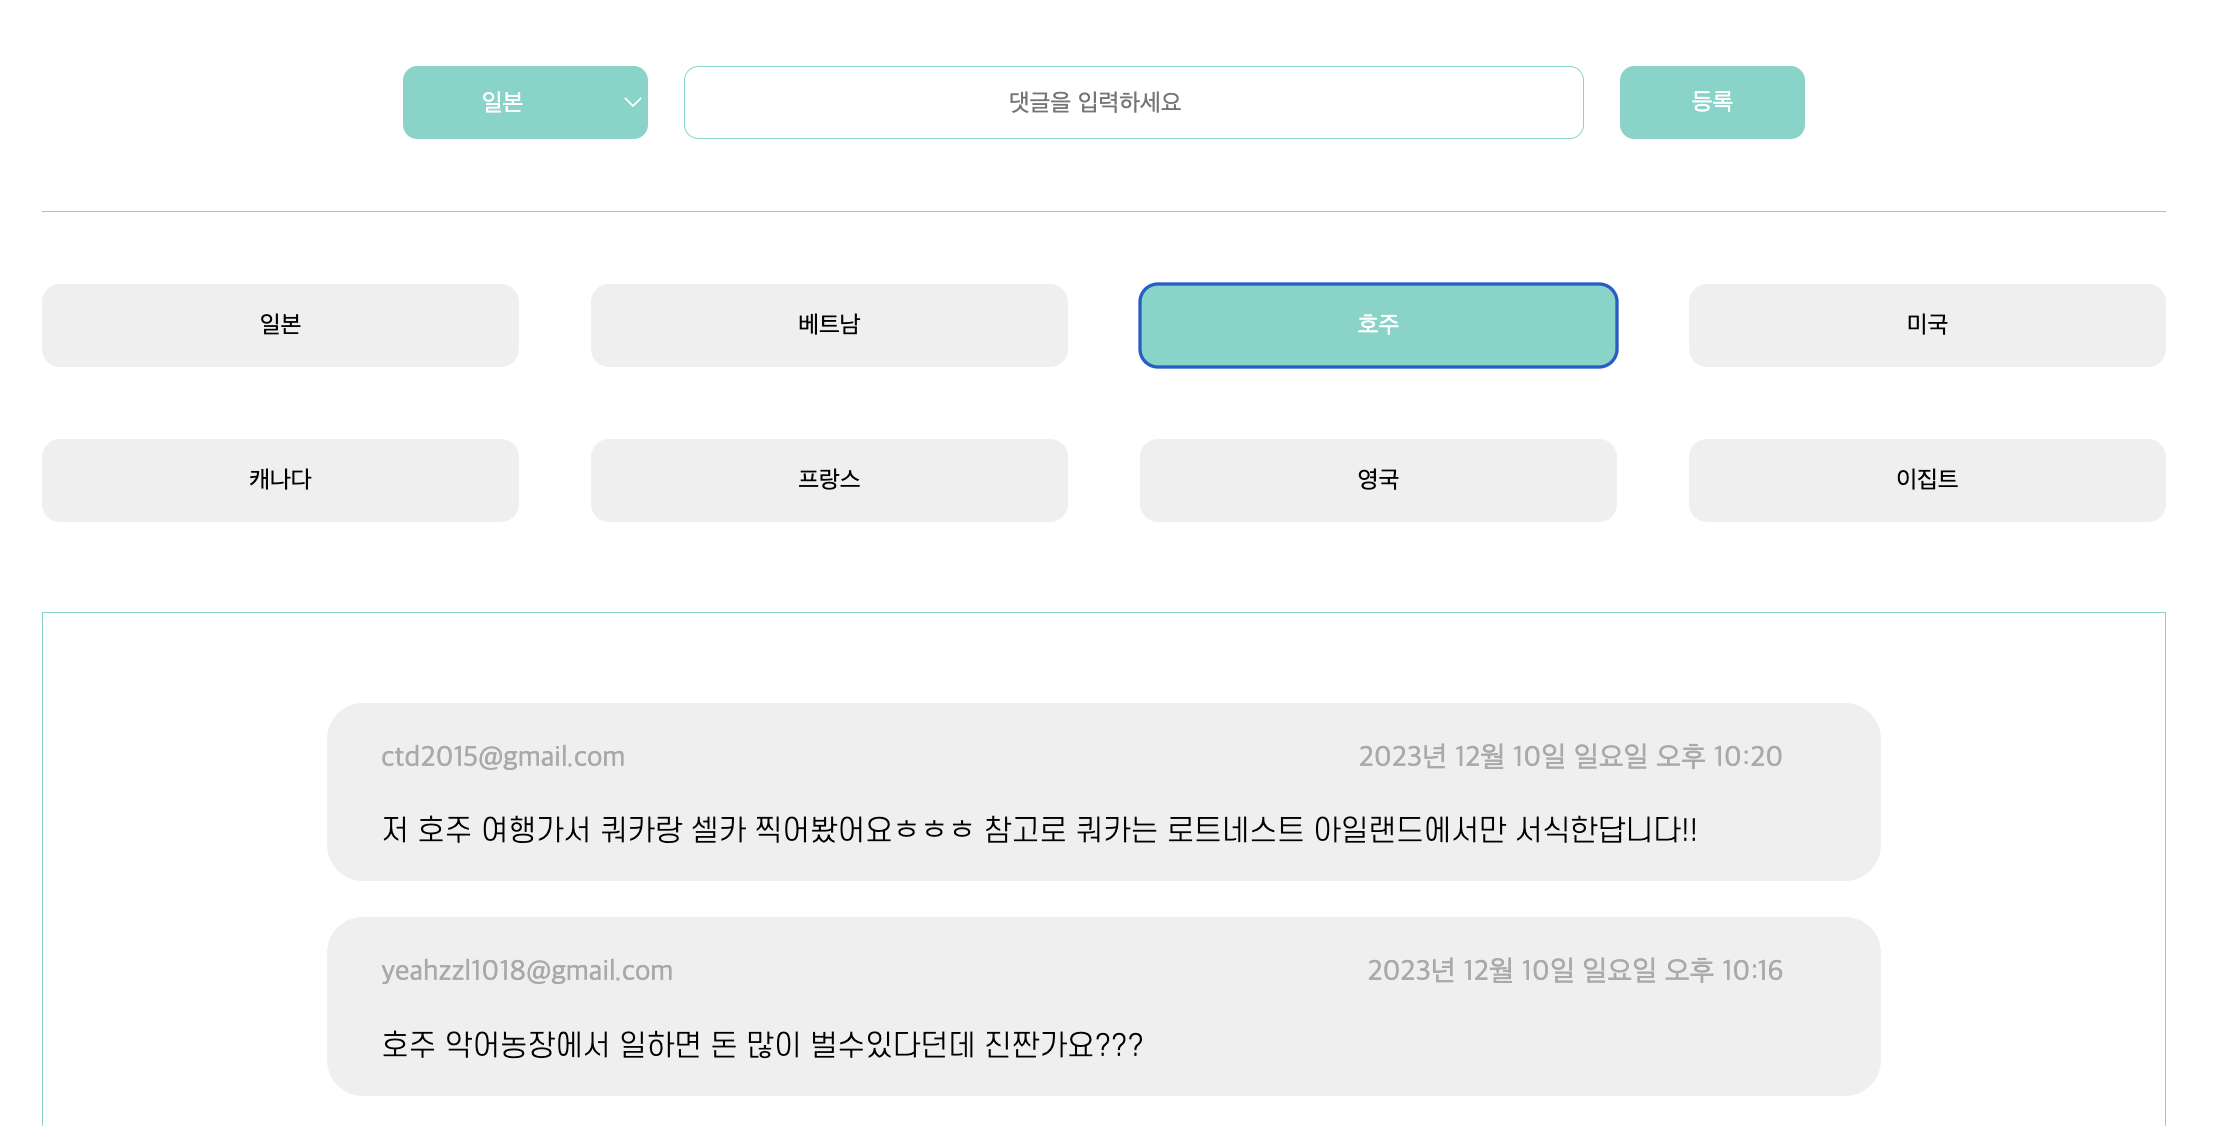 일본
댓글을 입력하세요
등록
일본
베트남
호주
미국
캐나다
프랑스
영국
이집트
ctd2015@gmail.com
2023년 12월 10일 일요일 오후 10:20
저 호주 여행가서 쿼카랑 셀카 찍어봤어요ㅎㅎㅎ 참고로 쿼카는 로트네스트 아일랜드에서만 서식한답니다!!
yeahzzl1018@gmail.com
2023년 12월 10일 일요일 오후 10:16
호주 악어농장에서 일하면 돈 많이 벌수있다던데 진짠가요???